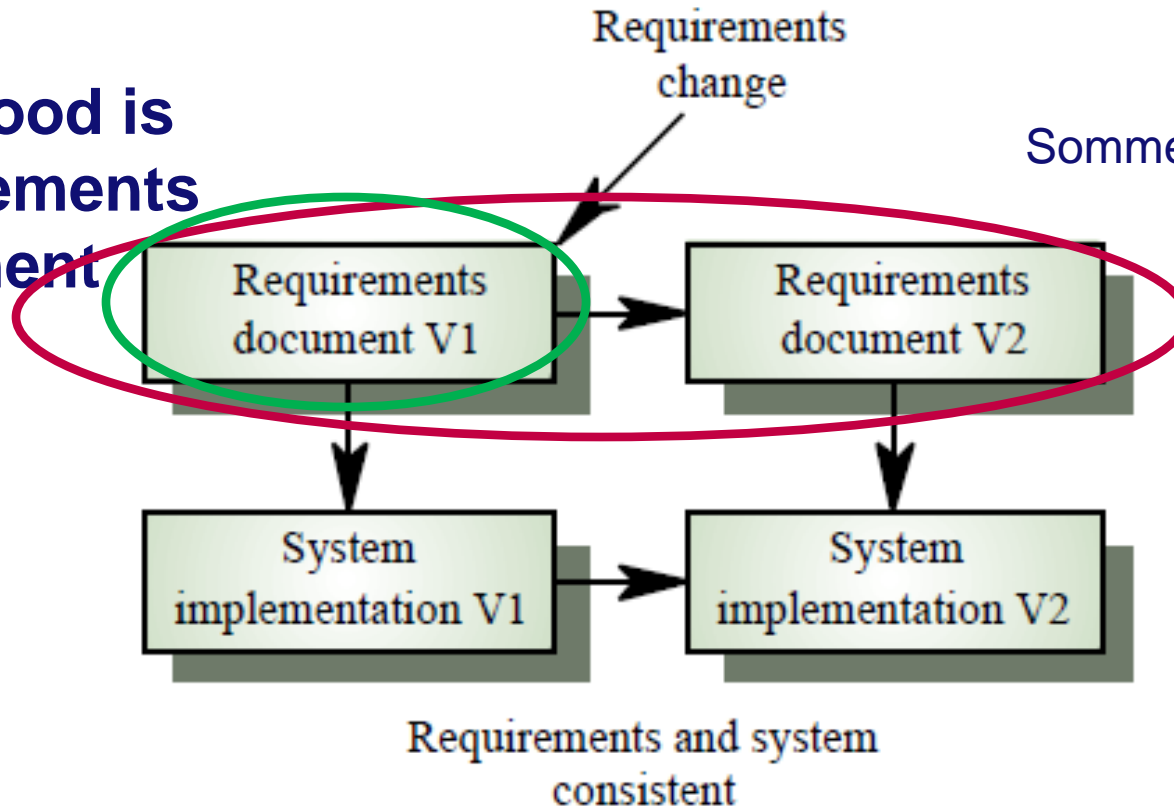 Requirements
change
ood is
ements
ment
Somme
Requirements
document V1
Requirements
document V2
System
implementation V1
System
implementation V2
Requirements and system
consistent